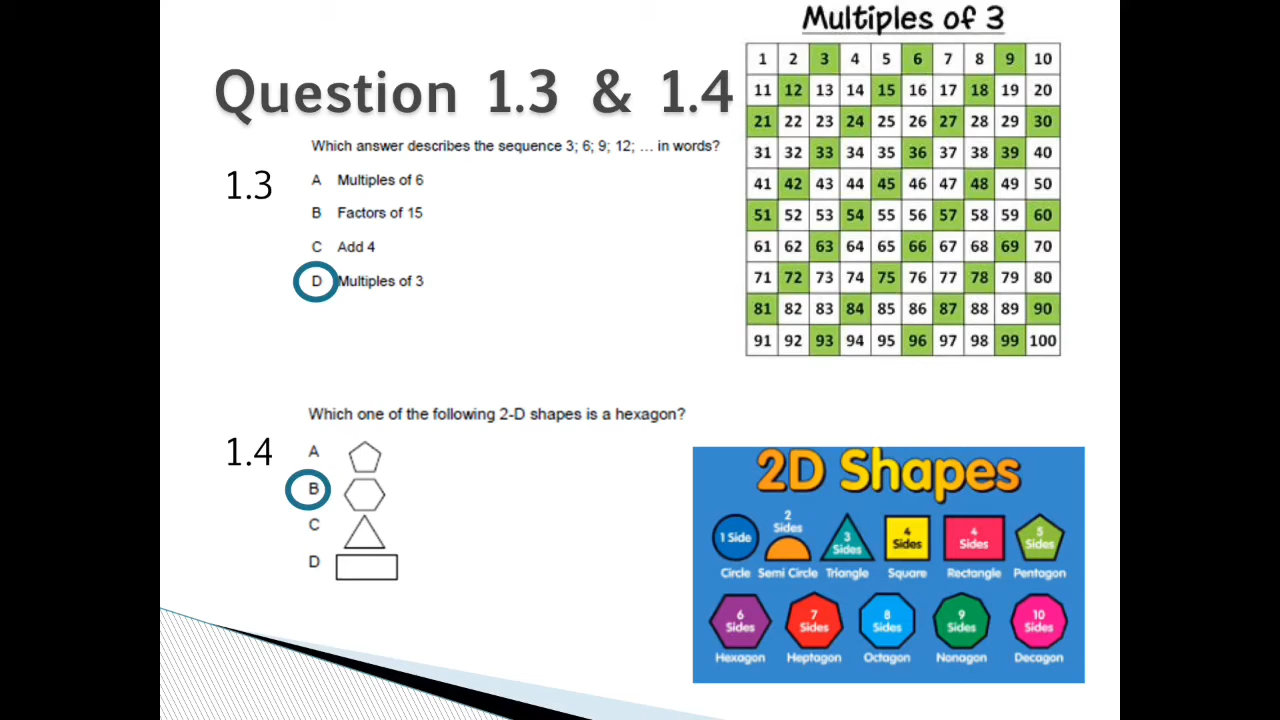 Question 1.3 & 1.4
1.3
Which answer describes the sequence 3; 6; 9; 12; … in words?
A Multiples of 6
B Factors of 15
C Add 4
D Multiples of 3
Multiples of 3
1 2 3 4 5 6 7 8 9 10
11 12 13 14 15 16 17 18 19 20
21 22 23 24 25 26 27 28 29 30
31 32 33 34 35 36 37 38 39 40
41 42 43 44 45 46 47 48 49 50
51 52 53 54 55 56 57 58 59 60
61 62 63 64 65 66 67 68 69 70
71 72 73 74 75 76 77 78 79 80
81 82 83 84 85 86 87 88 89 90
91 92 93 94 95 96 97 98 99 100
1.4
Which one of the following 2-D shapes is a hexagon?
A
B
C
D
2D Shapes
1 Side
2
Sides
3
Sides
4
Sides
4
Sides
5
Sides
Circle Semi Circle Triangle Square Rectangle Pentagon
6
Sides
7
Sides
8
Sides
9
Sides
10
Sides
Hexagon Heptagon Octagon Nonagon Decagon